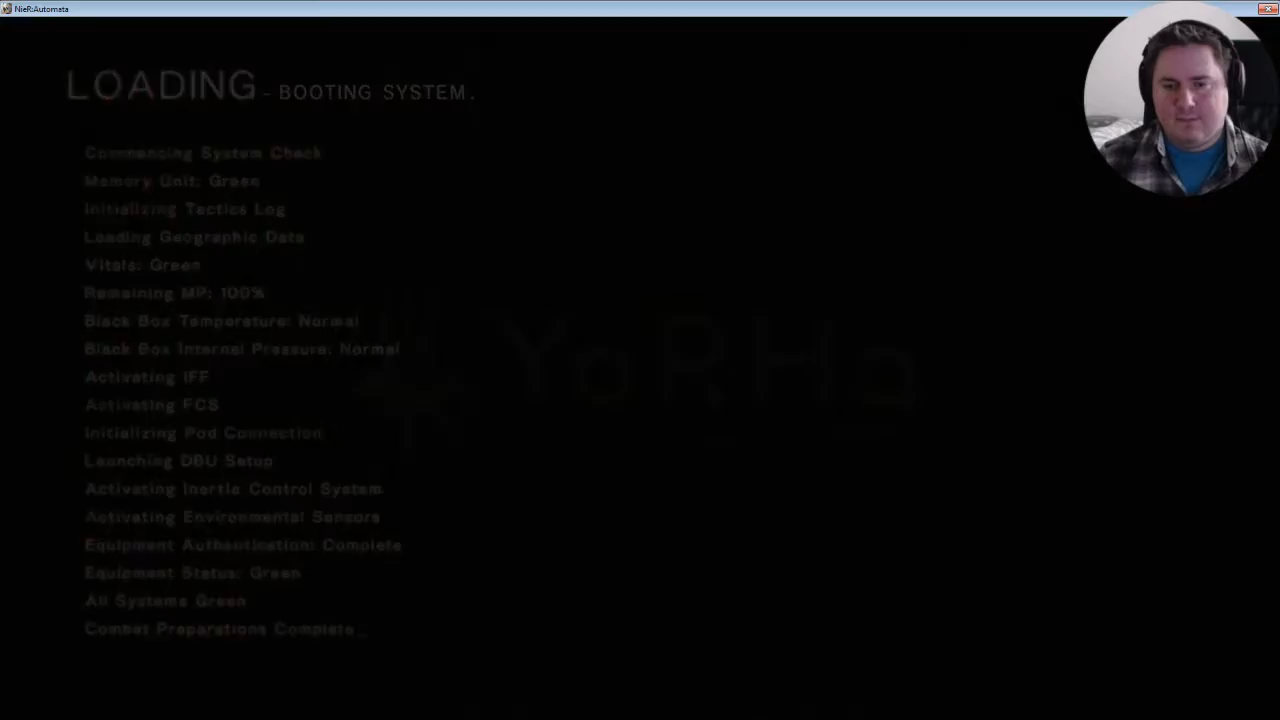 NieR:Automata
LOADING - BOOTING SYSTEM.
Commencing System Check
Memory Unit: Green
Initializing Tactics Log
Loading Geographic Data
Vitals: Green
Remaining MP: 100%
Black Box Temperature: Normal
Black Box Internal Pressure: Normal
Activating IFF
Activating FCS
Initializing Pod Connection
Launching DBU Setup
Activating Inertia Control System
Activating Environmental Sensors
Equipment Authentication: Complete
Equipment Status: Green
All Systems Green
Combat Preparations Complete
YoRHa